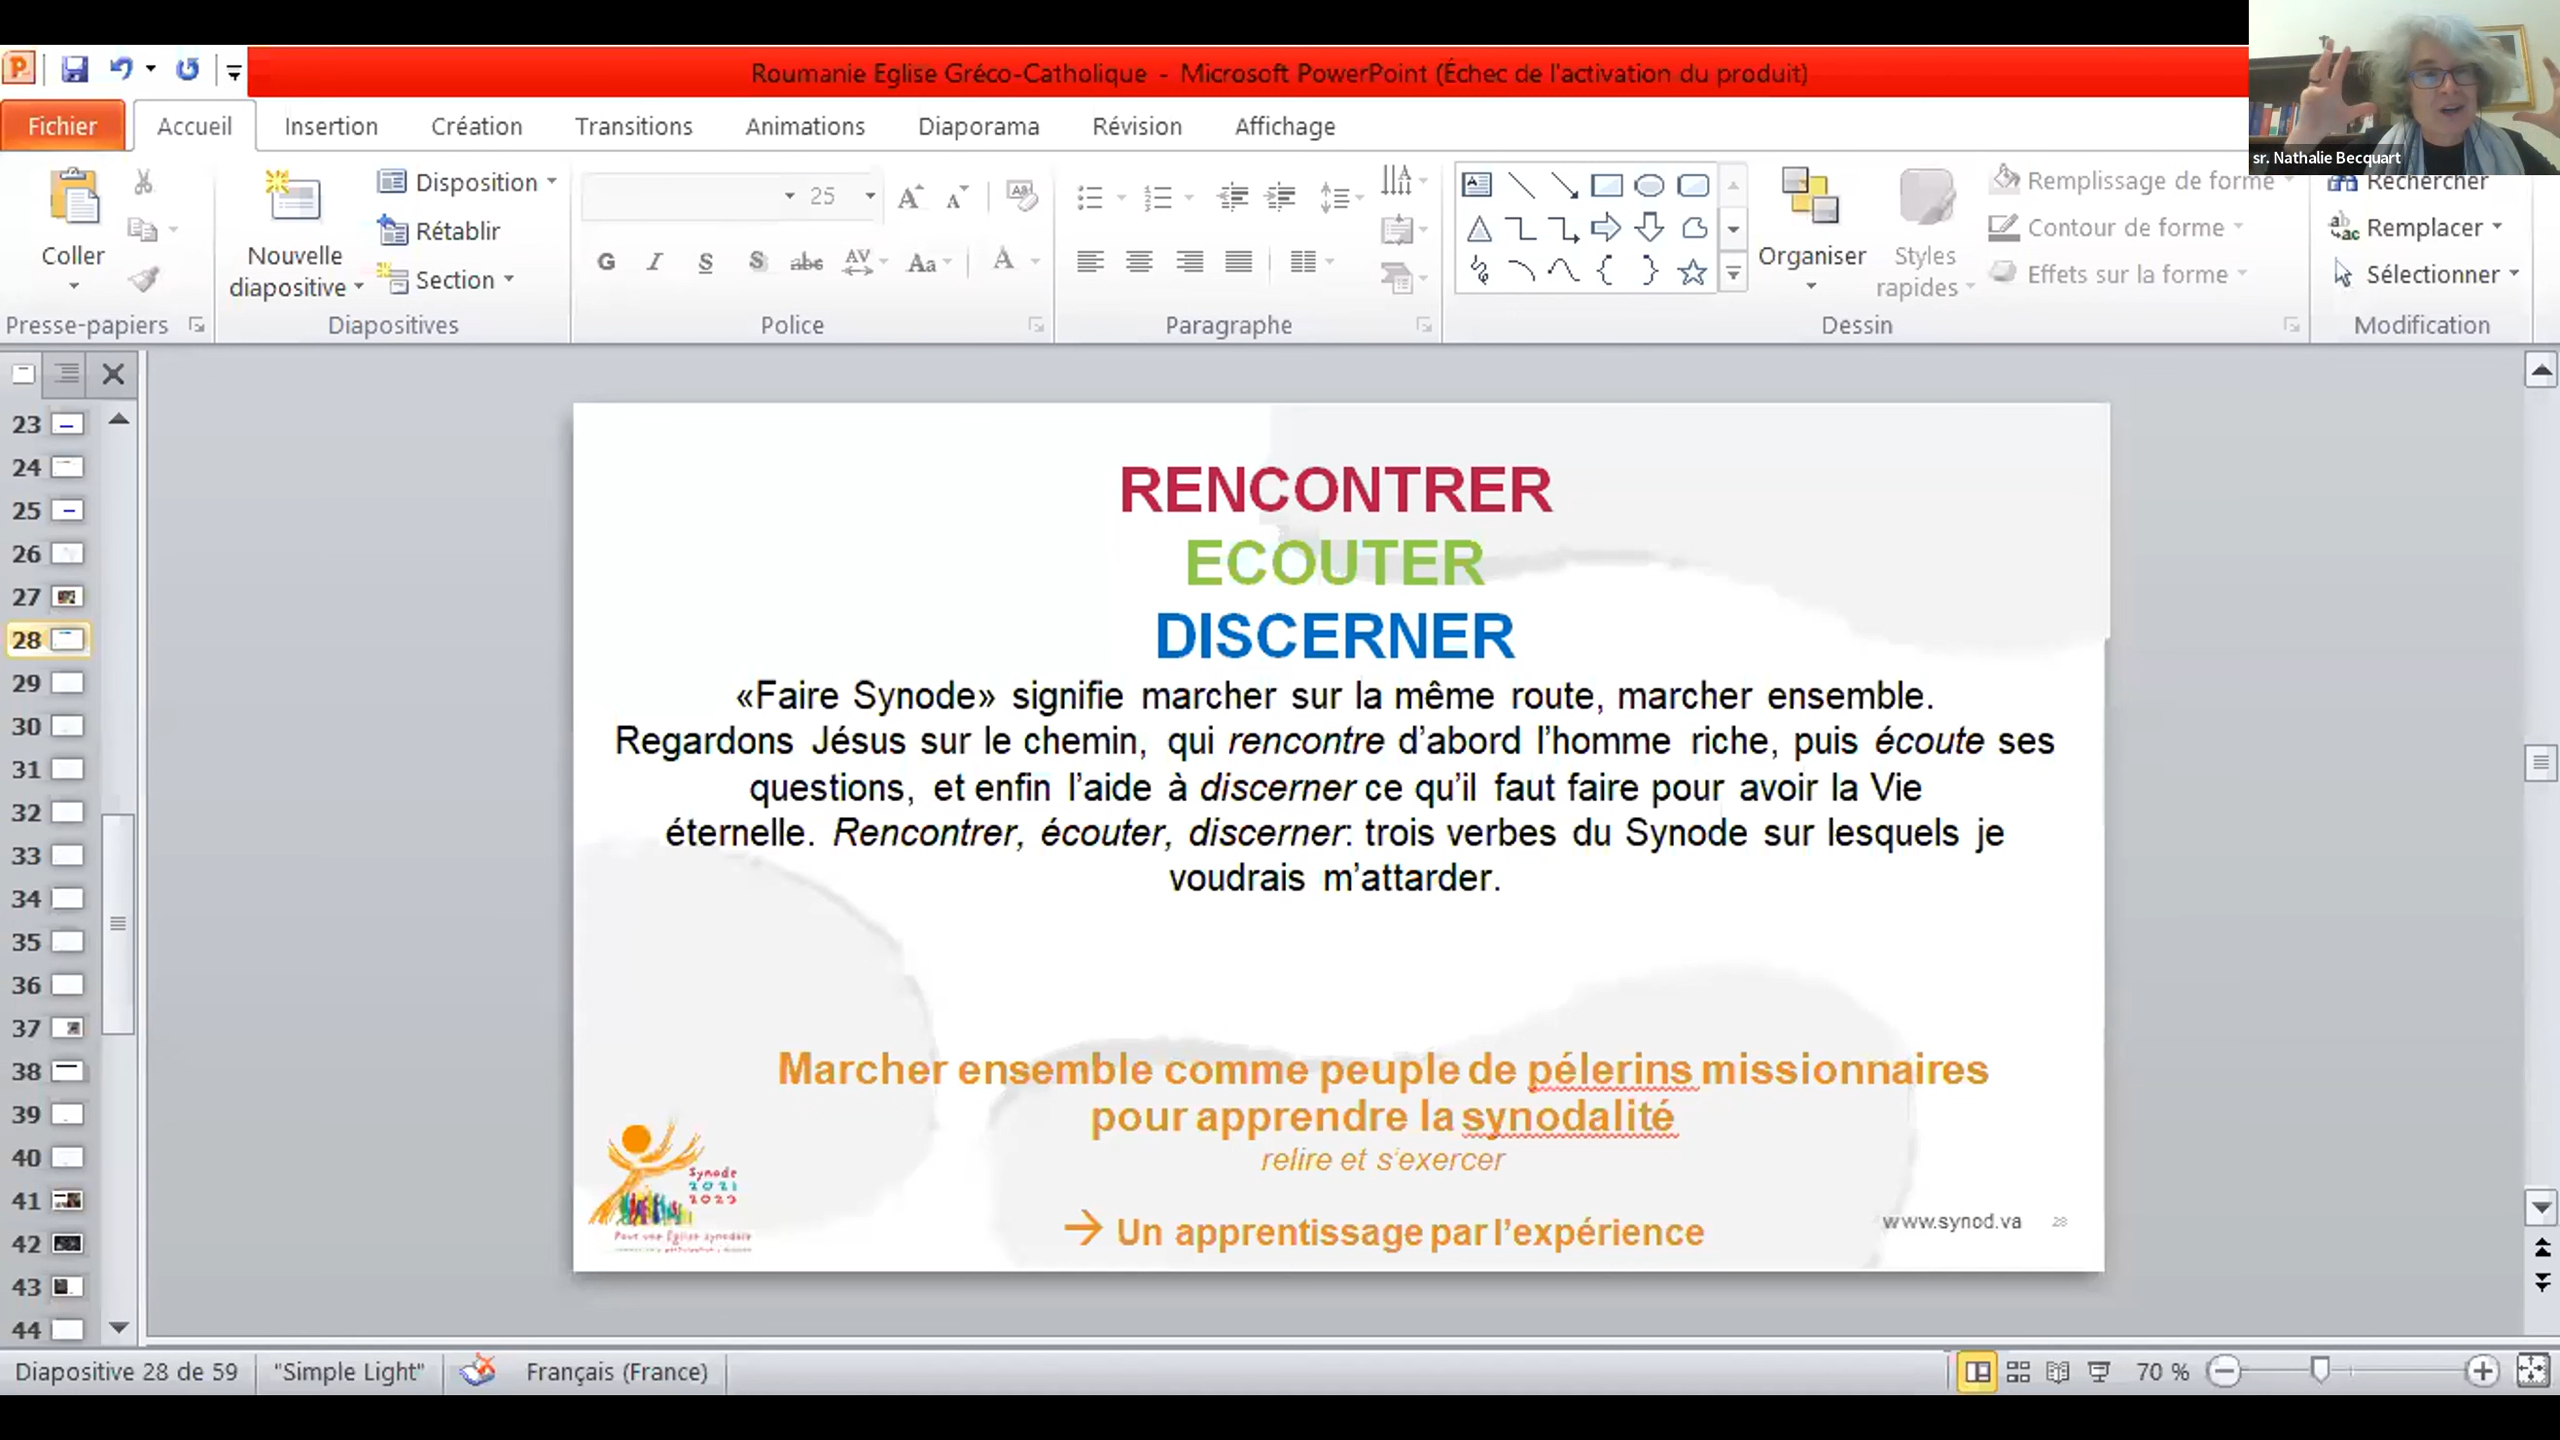 Roumanie Eglise Gréco-Catholique - Microsoft PowerPoint (Échec de l'activation du produit)
sr. Nathalie Becquart
Fichier Accueil Insertion Création Transitions Animations Diaporama Révision Affichage
Coller
Presse-papiers
Nouvelle
diapositive
Disposition
Rétablir
Section
Diapositives
25
G I S S abc AV Aa A
Police
Paragraphe
Organiser
Styles
rapides
Remplissage de forme
Contour de forme
Effets sur la forme
Dessin
Rechercher
Remplacer
Sélectionner
Modification
23
24
25
26
27
28
29
30
31
32
33
34
35
36
37
38
39
40
41
42
43
44
RENCONTRER
ECOUTER
DISCERNER
«Faire Synode» signifie marcher sur la même route, marcher ensemble.
Regardons Jésus sur le chemin, qui rencontre d’abord l’homme riche, puis écoute ses
questions, et enfin l’aide à discerner ce qu’il faut faire pour avoir la Vie
éternelle. Rencontrer, écouter, discerner: trois verbes du Synode sur lesquels je
voudrais m’attarder.
Marcher ensemble comme peuple de pélerins missionnaires
pour apprendre la synodalité
relire et s’exercer
→ Un apprentissage par l’expérience
Synode
2021
2023
Pour une Église synodale
www.synod.va 28
Diapositive 28 de 59 "Simple Light" Français (France) 70 %